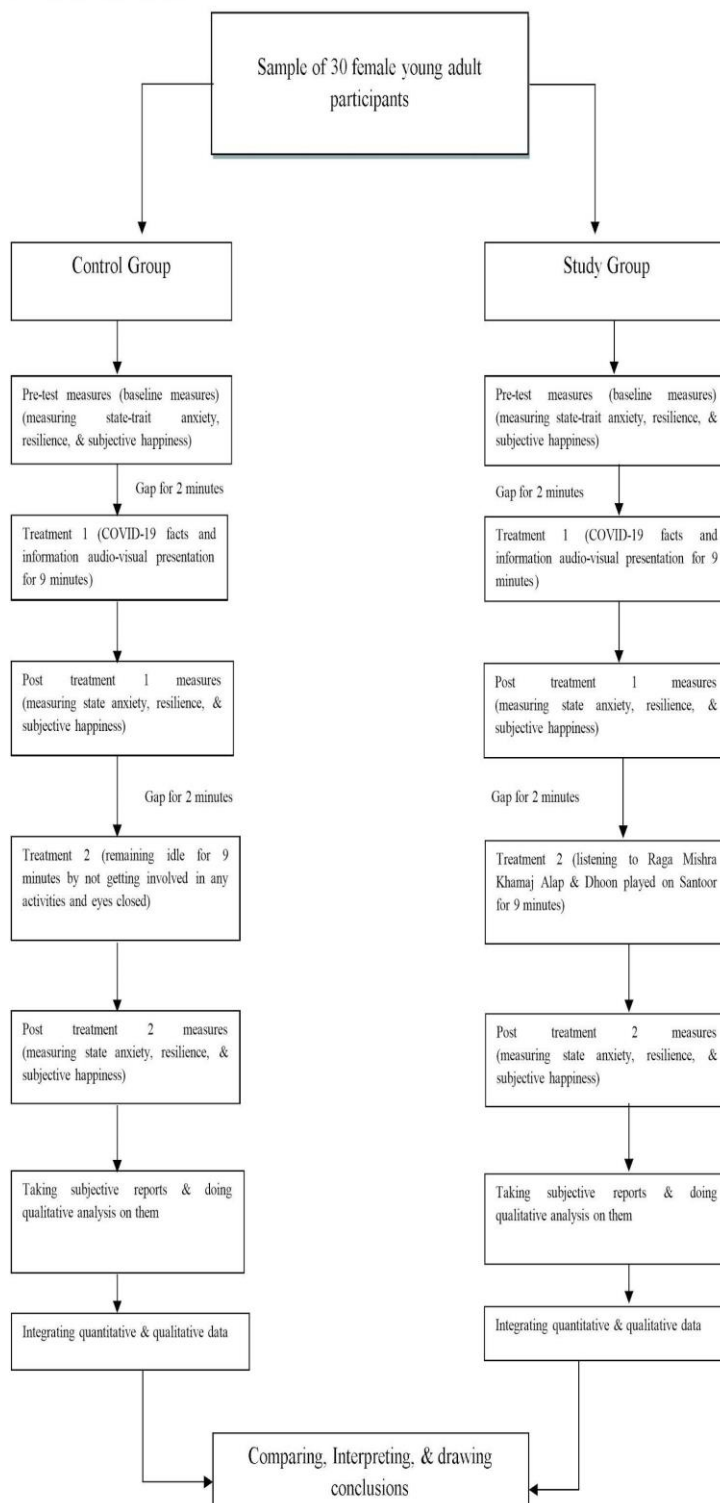 Sample of 30 female young adult
participants
Control Group
Study Group
Pre-test measures (baseline measures)
(measuring state-trait anxiety,
resilience, & subjective happiness)
Pre-test measures (baseline measures)
(measuring state-trait anxiety, resilience, &
subjective happiness)
Gap for 2 minutes
Gap for 2 minutes
Treatment 1 (COVID-19 facts and
information audio-visual presentation
for 9 minutes)
Treatment 1 (COVID-19 facts and
information audio-visual presentation for 9
minutes)
Post treatment 1 measures
(measuring state anxiety, resilience, &
subjective happiness)
Post treatment 1 measures
(measuring state anxiety, resilience, &
subjective happiness)
Gap for 2 minutes
Gap for 2 minutes
Treatment 2 (remaining idle for 9
minutes by not getting involved in any
activities and eyes closed)
Treatment 2 (listening to Raga Mishra
Khamaj Alap & Dhoon played on Santoor
for 9 minutes)
Post treatment 2 measures
(measuring state anxiety, resilience, &
subjective happiness)
Post treatment 2 measures
(measuring state anxiety, resilience, &
subjective happiness)
Taking subjective reports & doing
qualitative analysis on them
Taking subjective reports & doing
qualitative analysis on them
Integrating quantitative & qualitative data
Integrating quantitative & qualitative data
Comparing, Interpreting, & drawing
conclusions